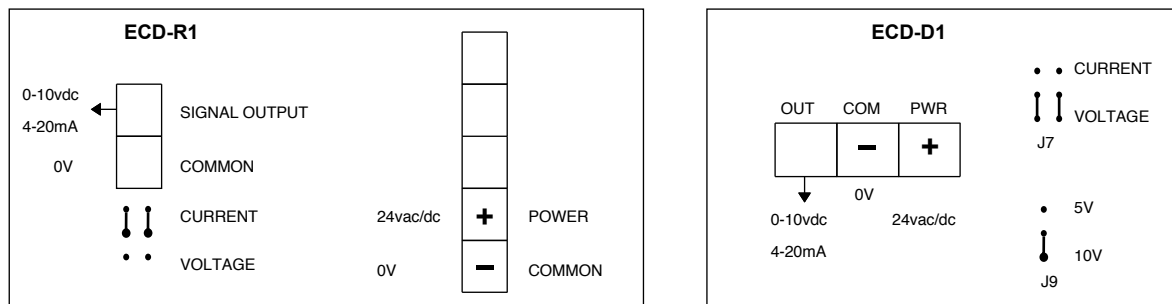 ECD-R1
0-10vdc
4-20mA
SIGNAL OUTPUT
0V
COMMON
CURRENT
VOLTAGE
24vac/dc
+
POWER
0V
−
COMMON
ECD-D1
OUT COM PWR
− +
0-10vdc
4-20mA
0V
24vac/dc
CURRENT
VOLTAGE
J7
5V
10V
J9